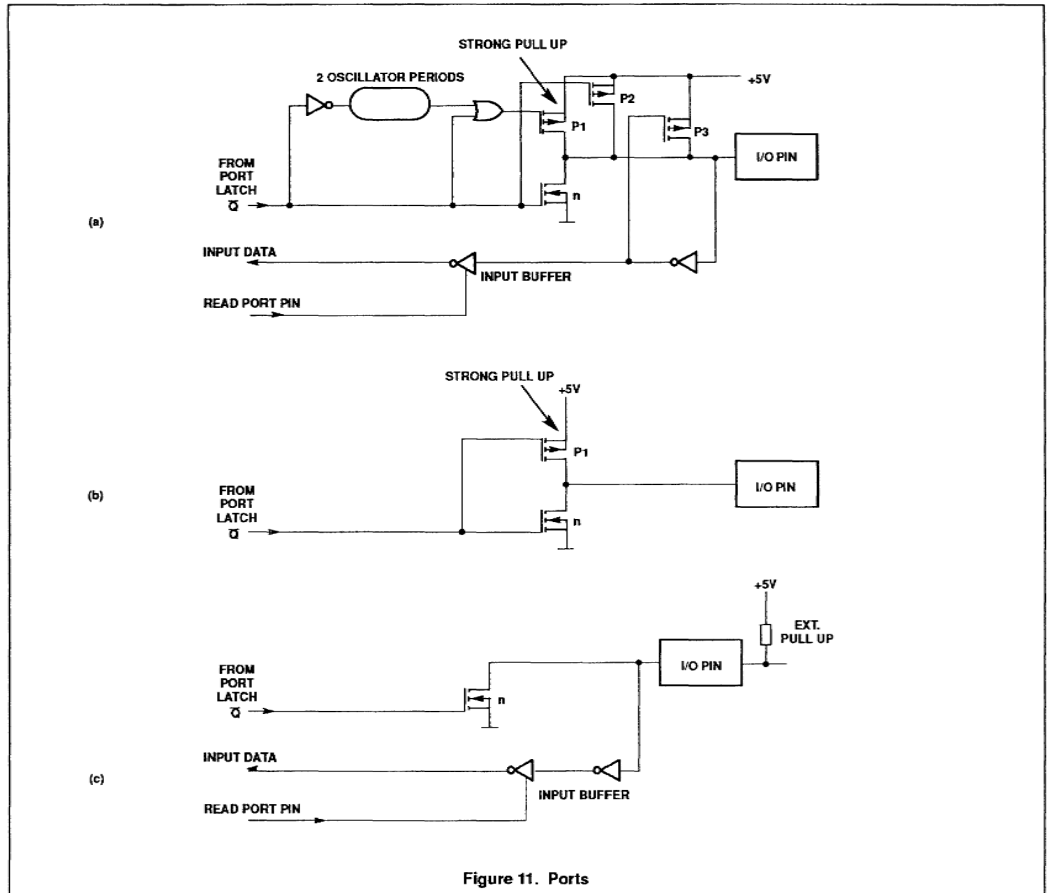 STRONG PULL UP
2 OSCILLATOR PERIODS
+5V
P2
P1
P3
I/O PIN
FROM
PORT
LATCH
Q̅
n
(a)
INPUT DATA
INPUT BUFFER
READ PORT PIN
STRONG PULL UP
+5V
P1
(b)
I/O PIN
FROM
PORT
LATCH
Q̅
n
+5V
EXT.
PULL UP
I/O PIN
FROM
PORT
LATCH
Q̅
n
INPUT DATA
(c)
INPUT BUFFER
READ PORT PIN
Figure 11. Ports